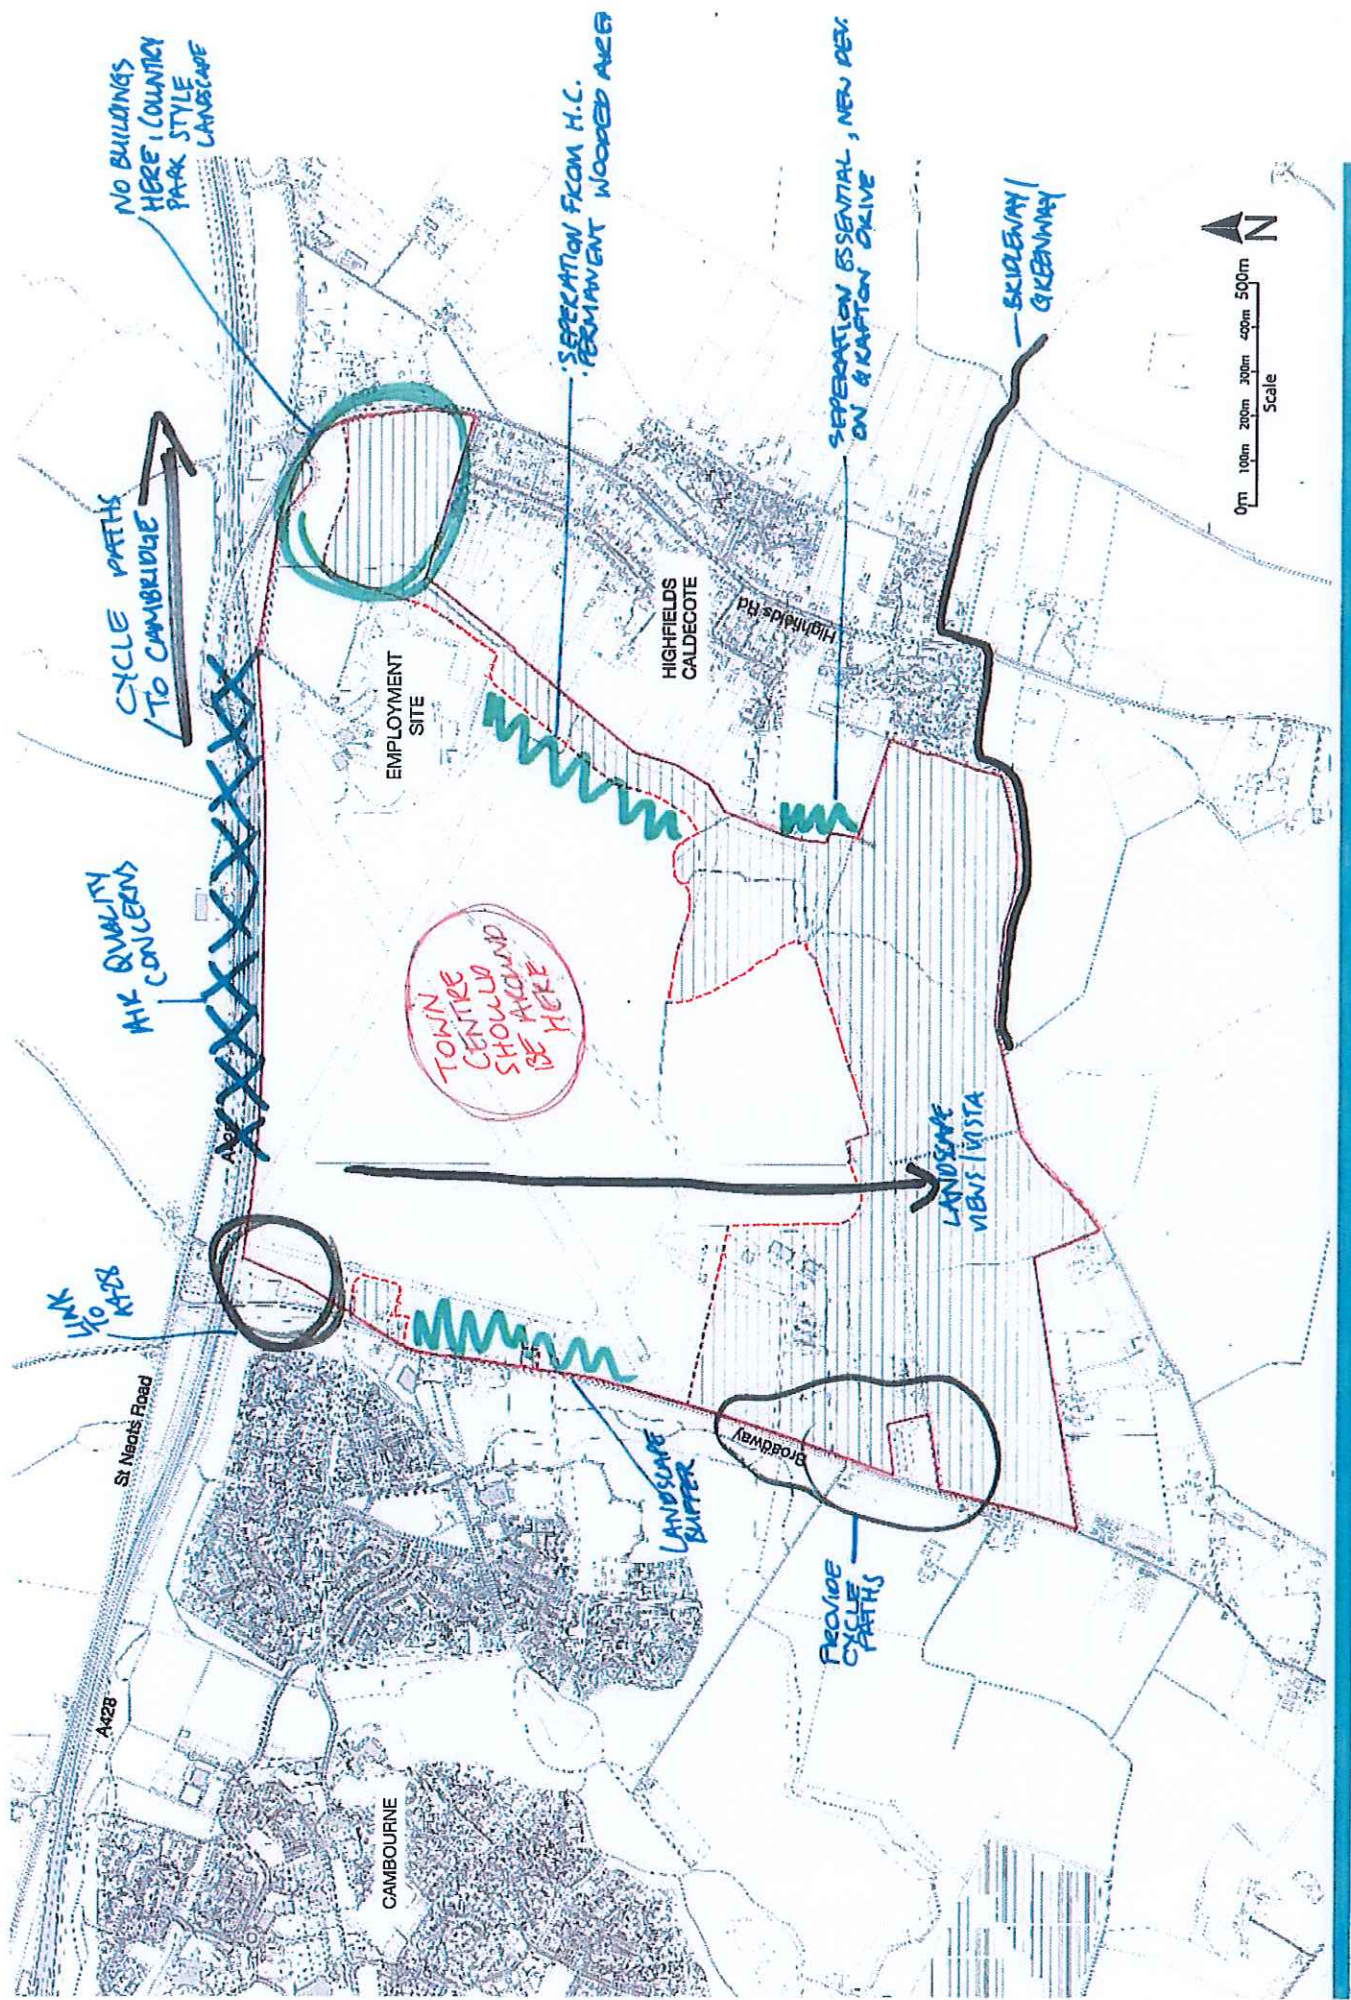 LINK
TO
A428
AIR QUALITY
CONCERNS
CYCLE PATHS
TO CAMBRIDGE
NO BUILDINGS
HERE, COUNTRY
PARK STYLE
LANDSCAPE
St Neots Road
A428
CAMBOURNE
EMPLOYMENT
SITE
TOWN
CENTRE
SHOULD
BE AROUND
HERE
SEPERATION FROM H.C.
PERMANENT WOODED AREA
HIGHFIELDS
CALDECOTE
Highfields Rd
SEPERATION ESSENTIAL, NEW DEV.
ON GRAFTON DRIVE
LANDSCAPE
BUFFER
Broadway
PROVIDE
CYCLE
PATHS
LANDSCAPE
VIEWS / VISTA
BRIDLEWAY /
GREENWAY
0m 100m 200m 300m 400m 500m
Scale
N